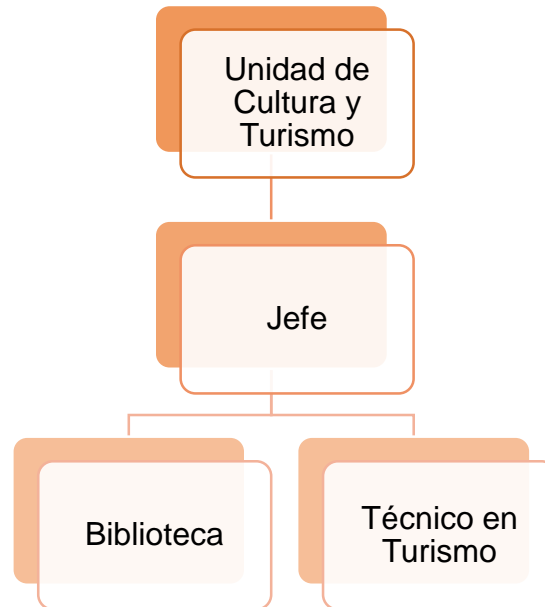 Unidad de
Cultura y
Turismo
Jefe
Biblioteca
Técnico en
Turismo